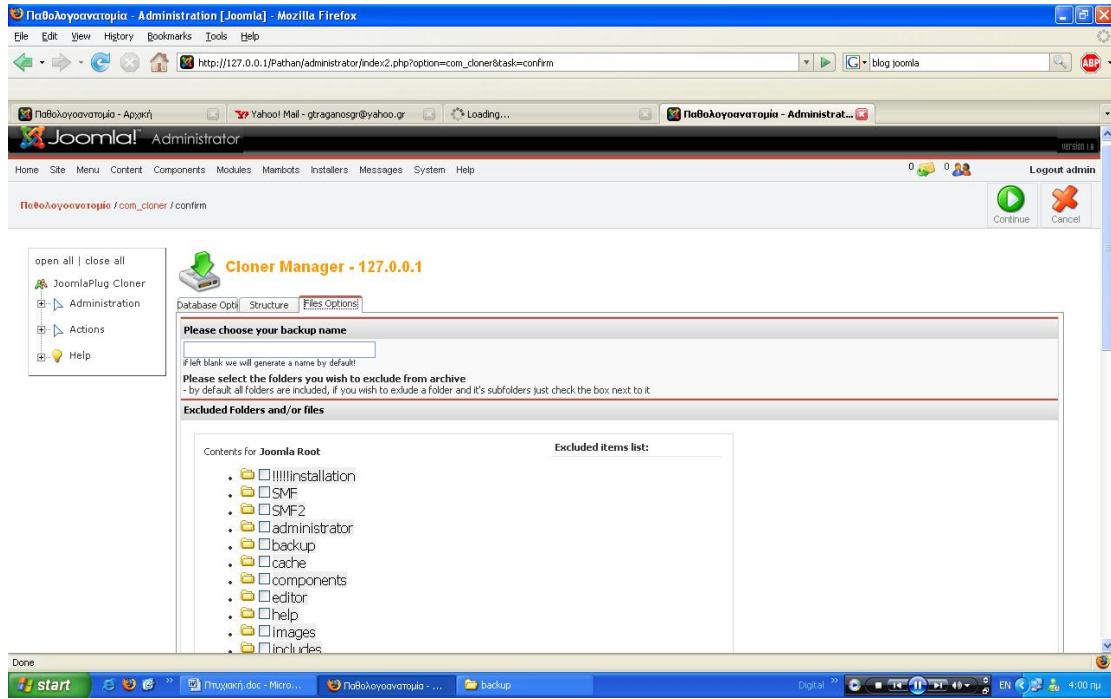 Παθολογοανατομία - Administration [Joomla] - Mozilla Firefox
File Edit View History Bookmarks Tools Help
http://127.0.0.1/Pathan/administrator/index2.php?option=com_cloner&task=confirm
G blog joomla
ABP
Παθολογοανατομία - Αρχική
Yahoo! Mail - gtraganosgr@yahoo.gr
Loading...
Παθολογοανατομία - Administrat...
Joomla! Administrator
version 1.0
Home Site Menu Content Components Modules Mambots Installers Messages System Help
0 0 Logout admin
Παθολογοανατομία / com_cloner / confirm
Continue Cancel
open all | close all
JoomlaPlug Cloner
Administration
Actions
Help
Cloner Manager - 127.0.0.1
Database Opti Structure Files Options
Please choose your backup name
if left blank we will generate a name by default!
Please select the folders you wish to exclude from archive
- by default all folders are included, if you wish to exlude a folder and it's subfolders just check the box next to it
Excluded Folders and/or files
Contents for Joomla Root
Excluded items list:
!!!!!installation
SMF
SMF2
administrator
backup
cache
components
editor
help
images
includes
Done
start
Πτυχιακή.doc - Micro...
Παθολογοανατομία - ...
backup
Digital
EN
4:00 πμ